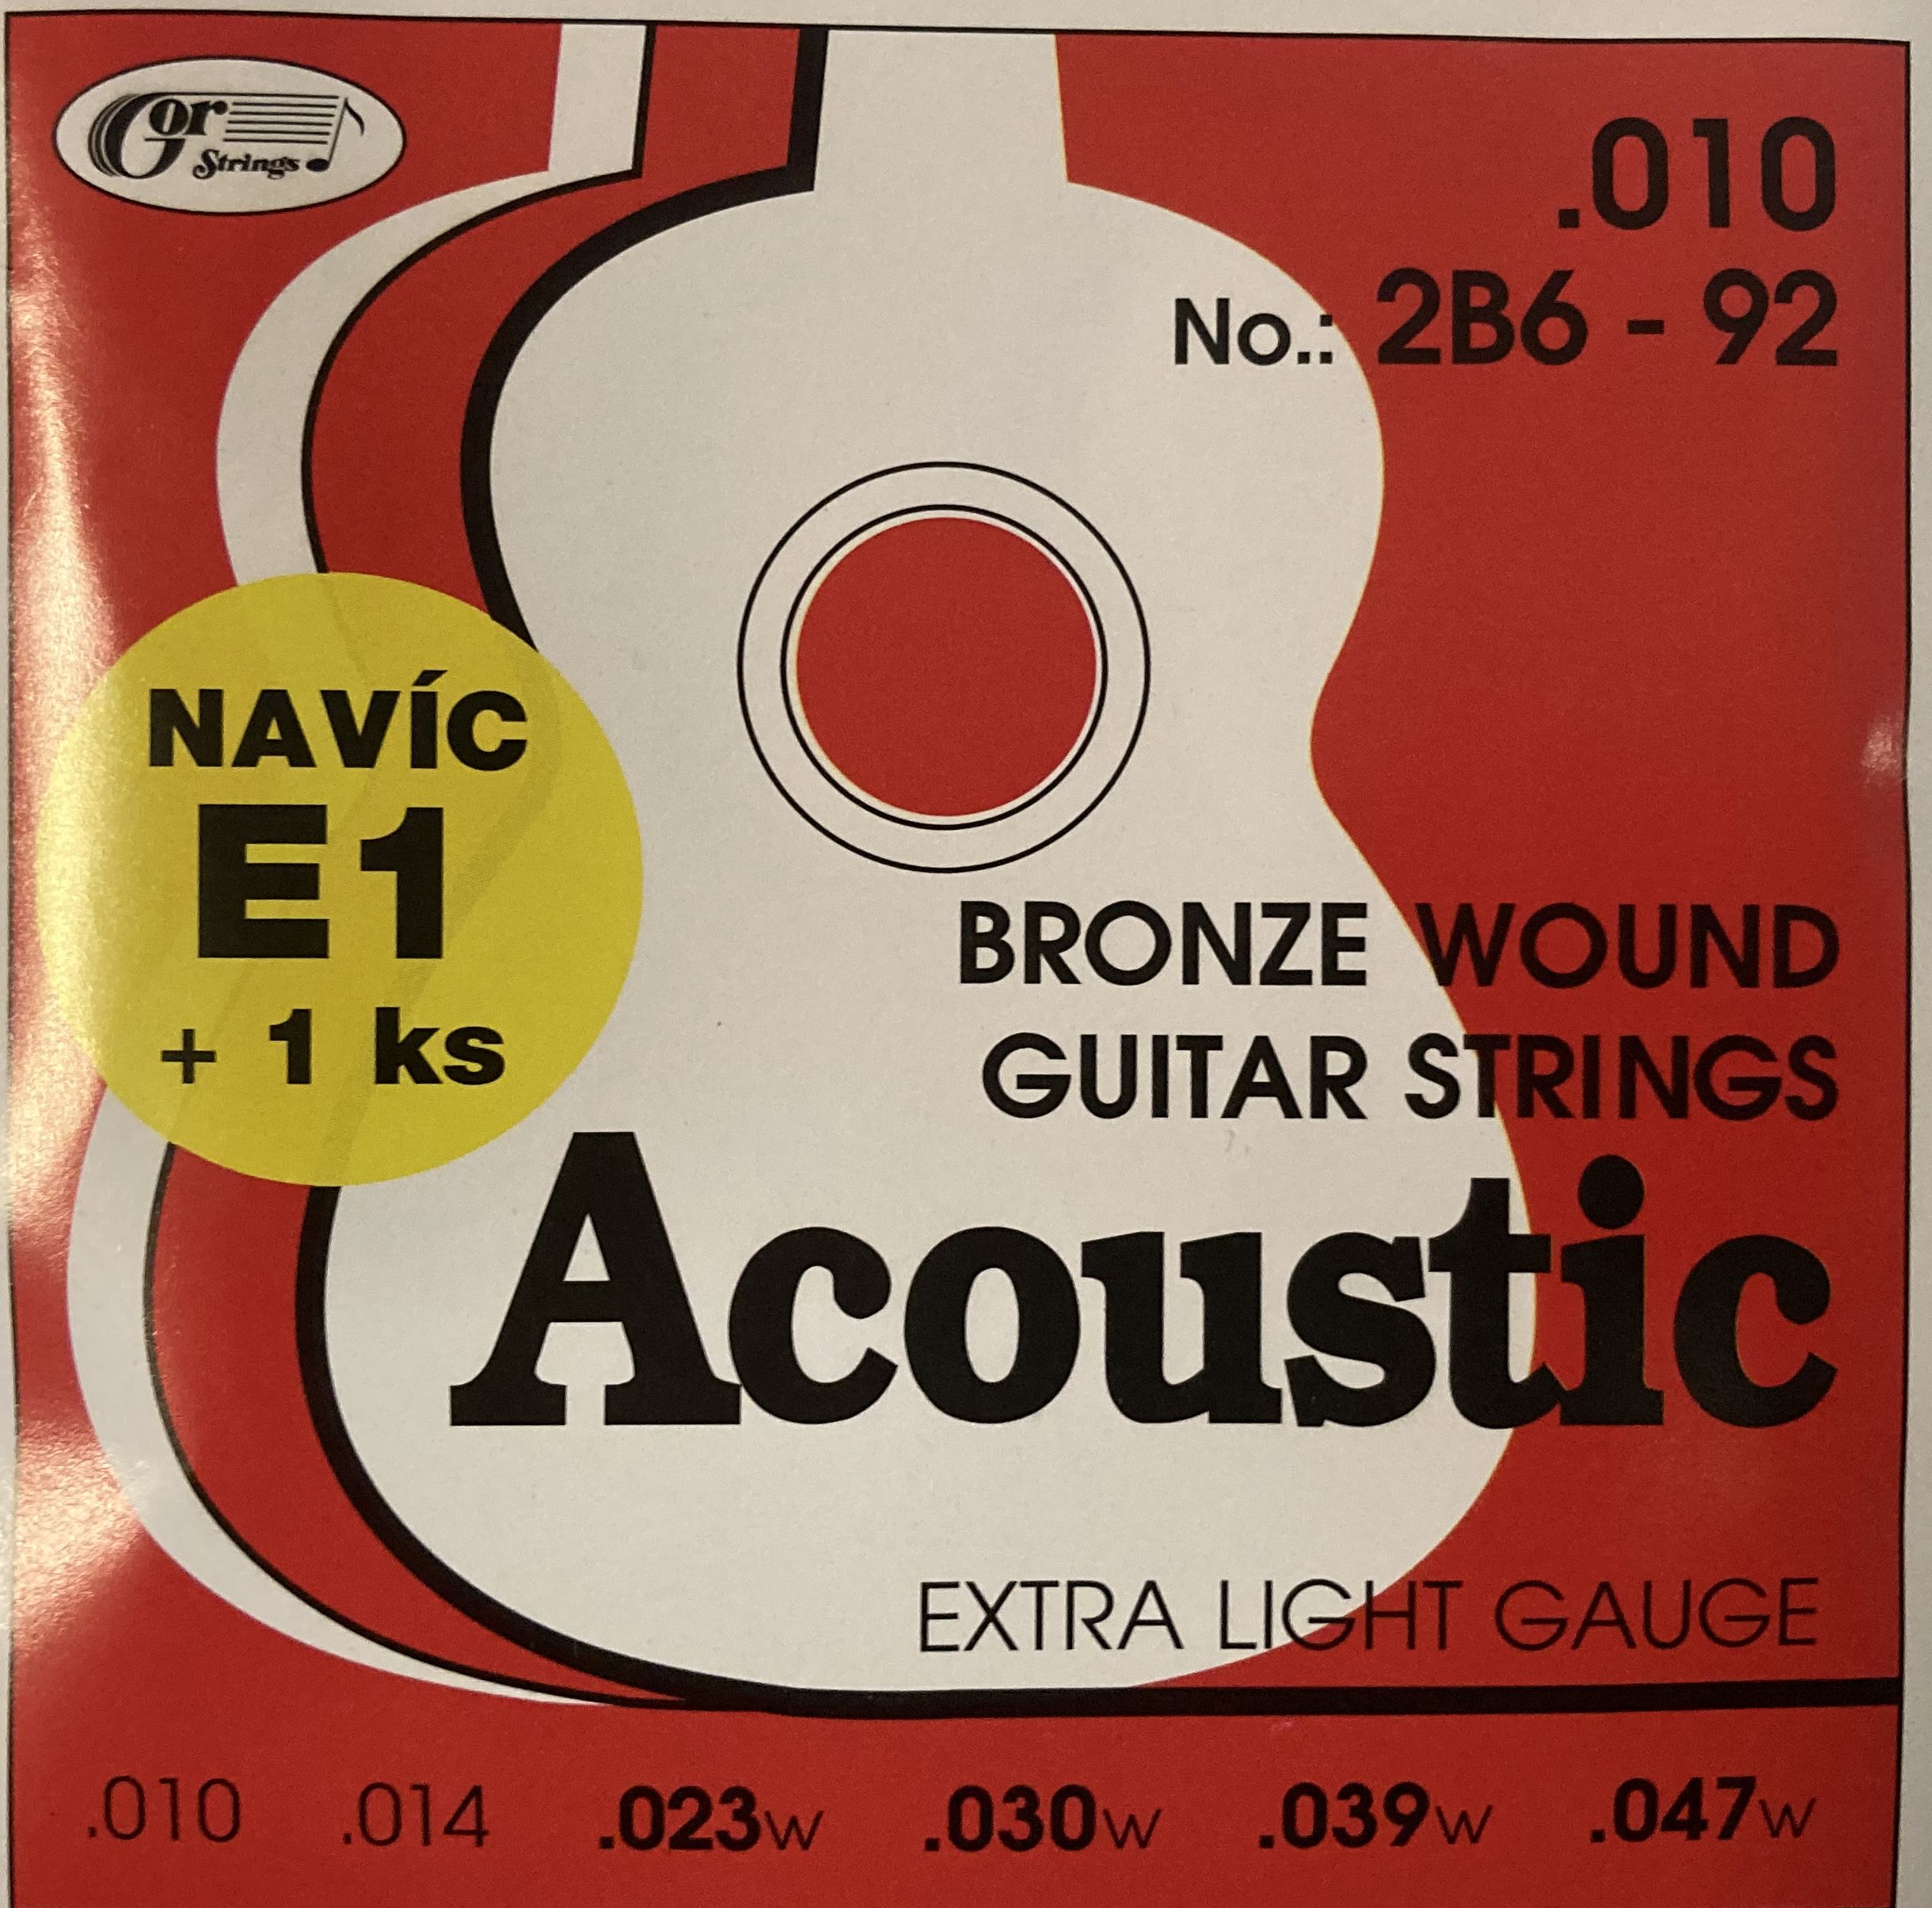 Gor
Strings
.010
No.: 2B6 - 92
NAVÍC
E1
+ 1 ks
BRONZE WOUND
GUITAR STRINGS
Acoustic
EXTRA LIGHT GAUGE
.010 .014 .023w .030w .039w .047w